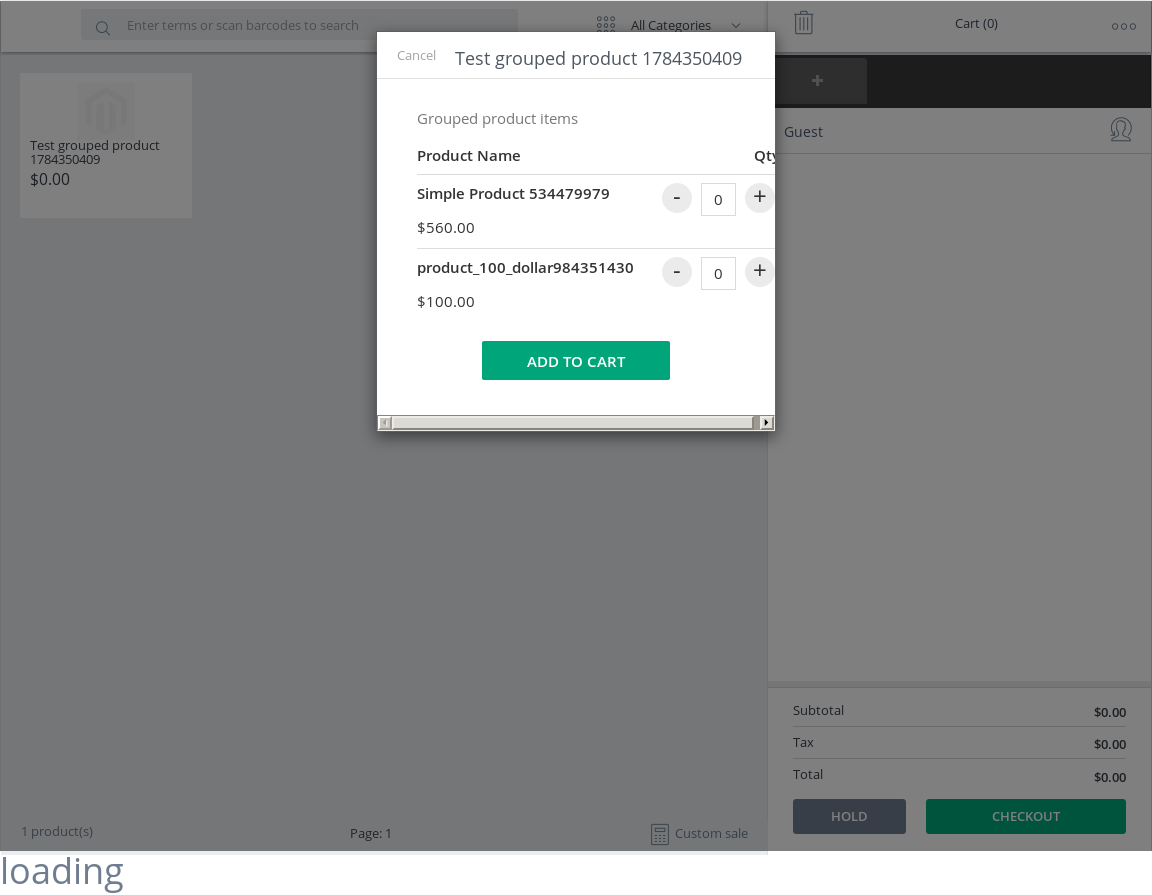 Enter terms or scan barcodes to search
All Categories
Cart (0)
Cancel
Test grouped product 1784350409
+
Guest
Test grouped product
1784350409
$0.00
Grouped product items
Product Name Qty
Simple Product 534479979 - 0 +
$560.00
product_100_dollar984351430 - 0 +
$100.00
ADD TO CART
Subtotal $0.00
Tax $0.00
Total $0.00
HOLD CHECKOUT
1 product(s)
Page: 1
Custom sale
loading